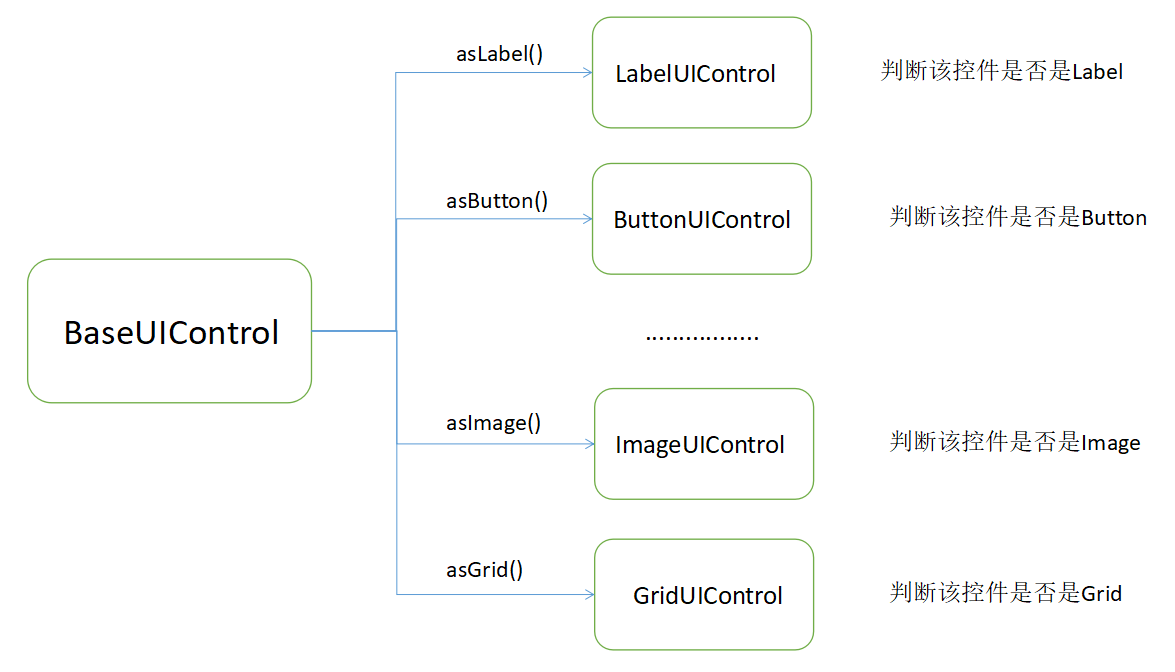 asLabel()
LabelUIControl
判断该控件是否是Label
asButton()
ButtonUIControl
判断该控件是否是Button
BaseUIControl
.................
asImage()
ImageUIControl
判断该控件是否是Image
asGrid()
GridUIControl
判断该控件是否是Grid